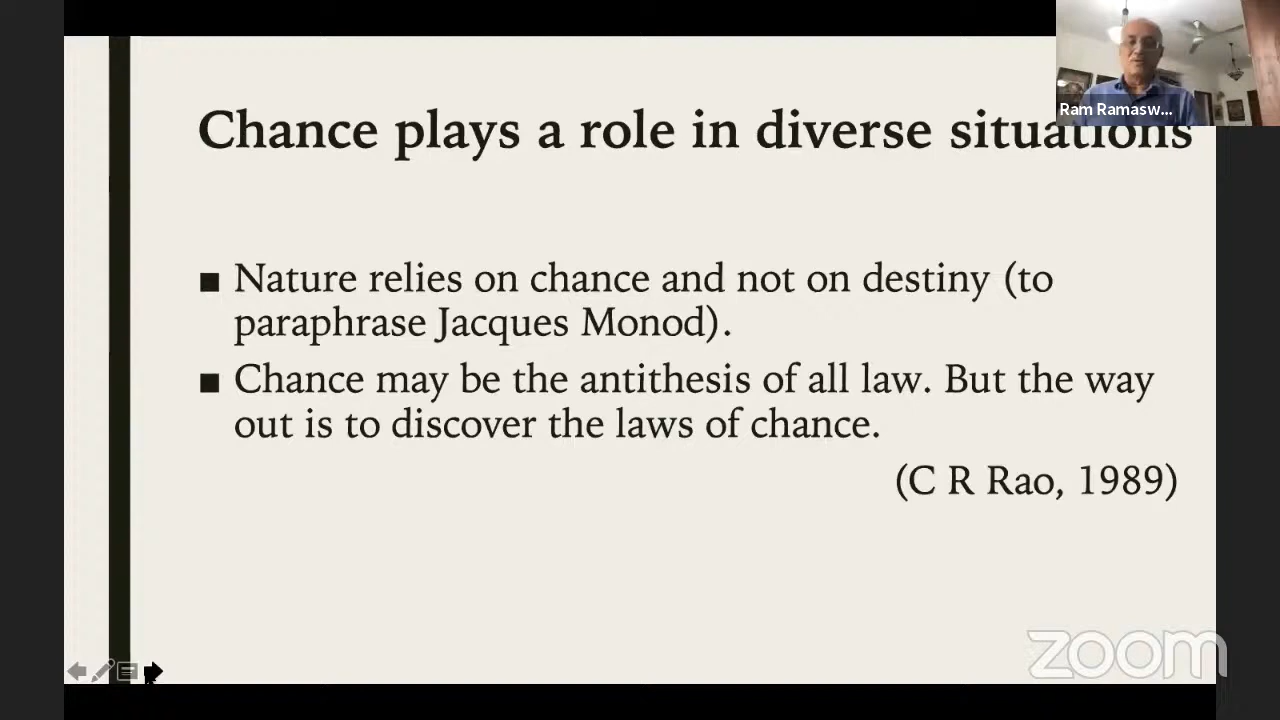 Chance plays a role in diverse situations
Ram Ramasw...
■ Nature relies on chance and not on destiny (to
paraphrase Jacques Monod).
■ Chance may be the antithesis of all law. But the way
out is to discover the laws of chance.
(C R Rao, 1989)
zoom